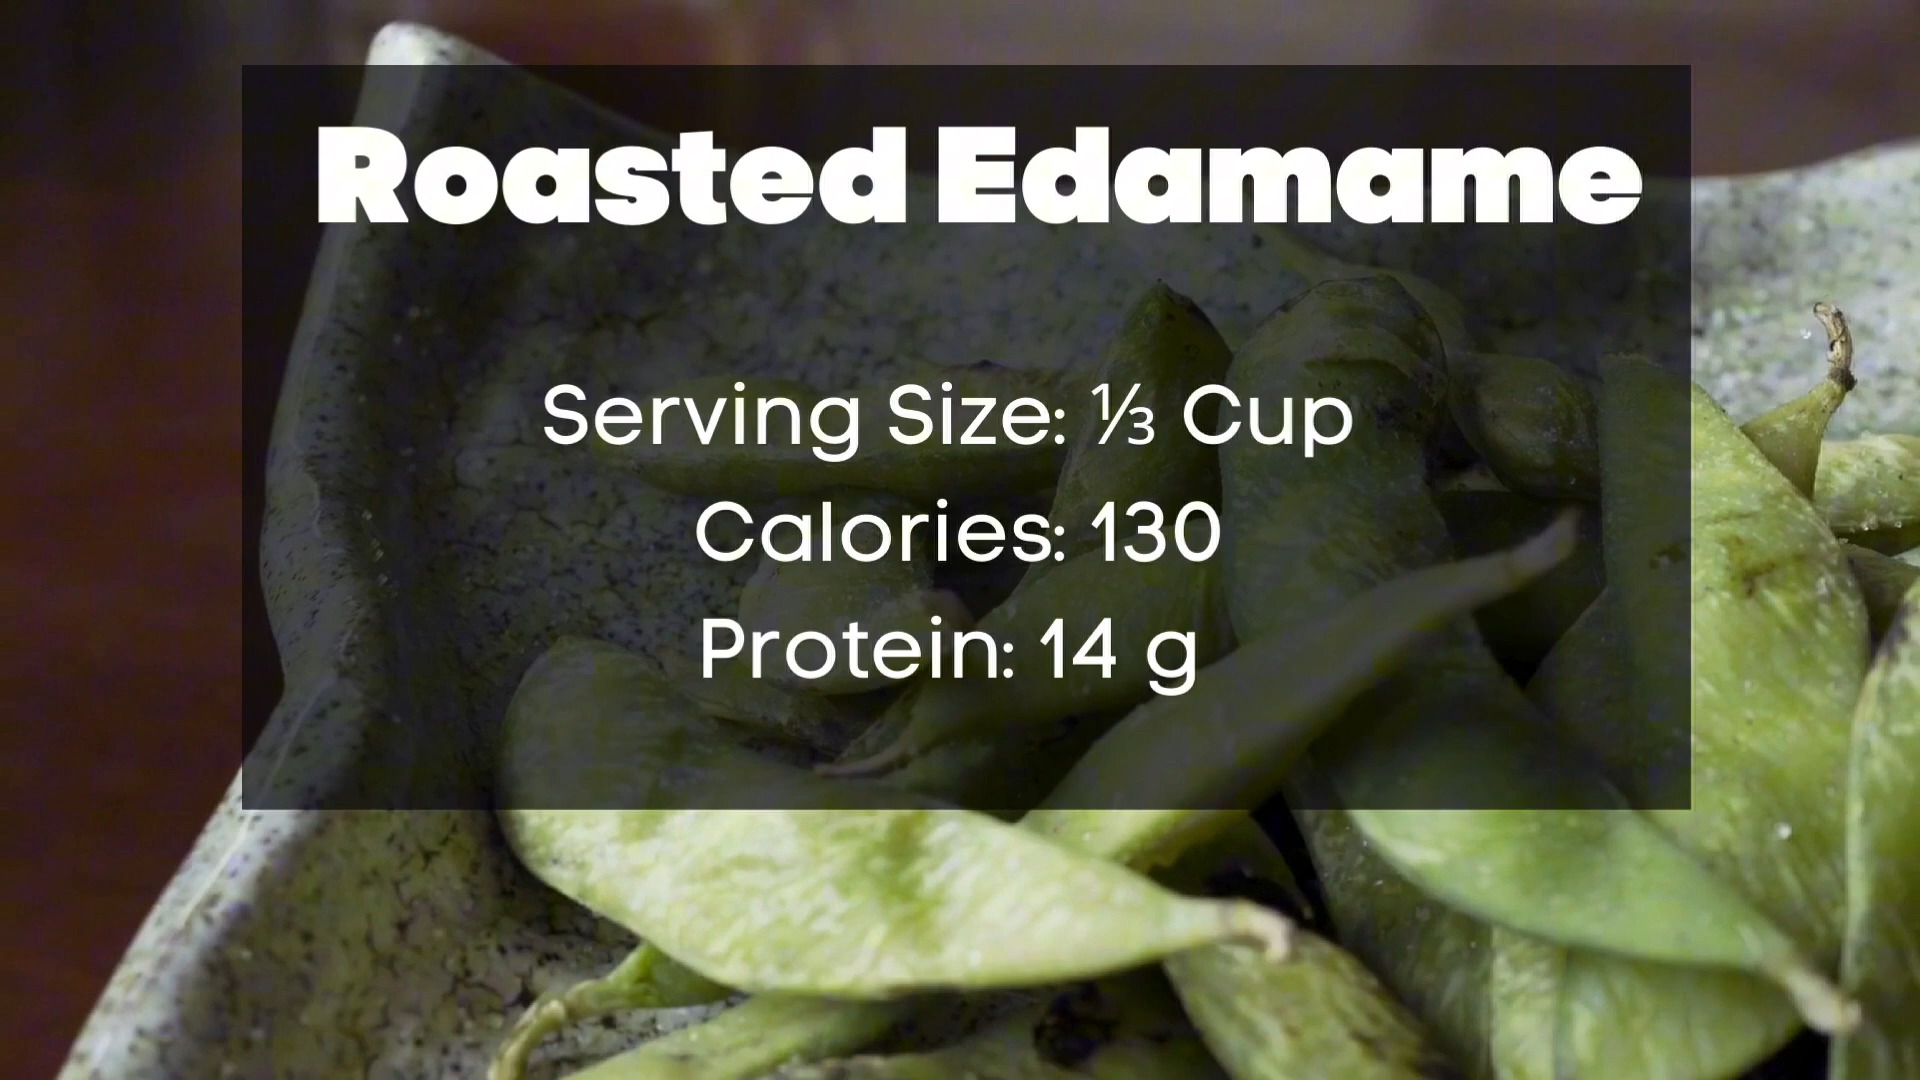 Roasted Edamame
Serving Size: ⅓ Cup
Calories: 130
Protein: 14 g